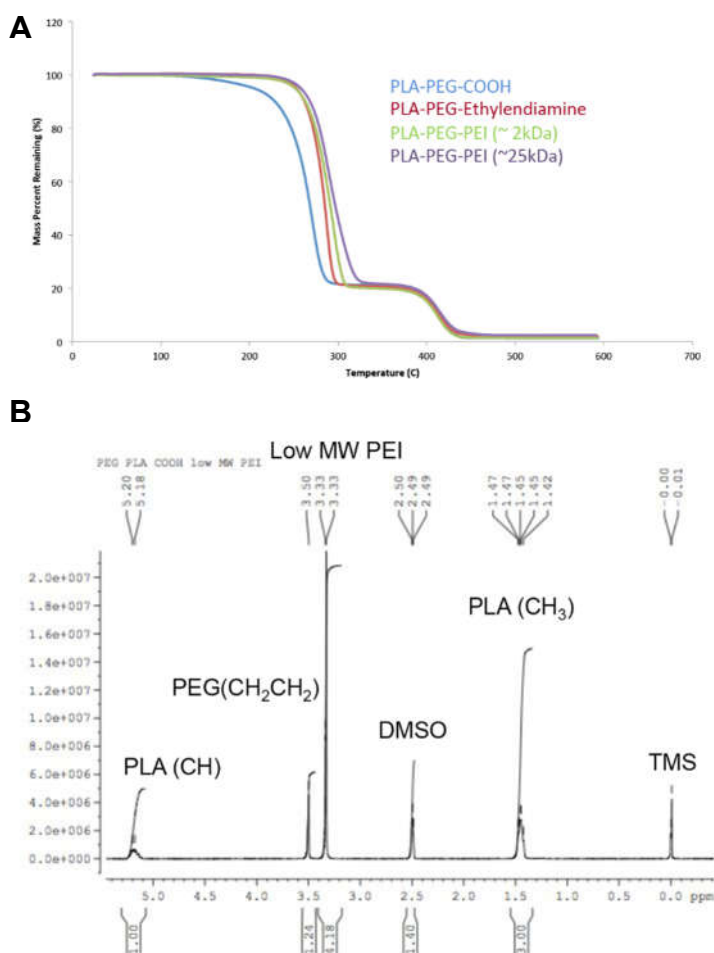 A
120
100
80
60
40
20
0
Mass Percent Remaining (%)
PLA-PEG-COOH
PLA-PEG-Ethylendiamine
PLA-PEG-PEI (~ 2kDa)
PLA-PEG-PEI (~25kDa)
0 100 200 300 400 500 600 700
Temperature (C)
B
Low MW PEI
PEG PLA COOH low MW PEI
5.20 5.18 3.50 3.33 3.33 2.50 2.49 2.49 1.47 1.47 1.45 1.45 1.42 -0.00 -0.01
2.0e+007
1.8e+007
1.6e+007
1.4e+007
1.2e+007
1.0e+007
8.0e+006
6.0e+006
4.0e+006
2.0e+006
0.0e+000
PLA (CH₃)
PEG(CH₂CH₂)
DMSO
PLA (CH)
TMS
5.0 4.5 3.5 3.0 2.5 2.0 1.5 1.0 0.5 0.0 ppm
1.00 1.24 4.18 1.40 3.00